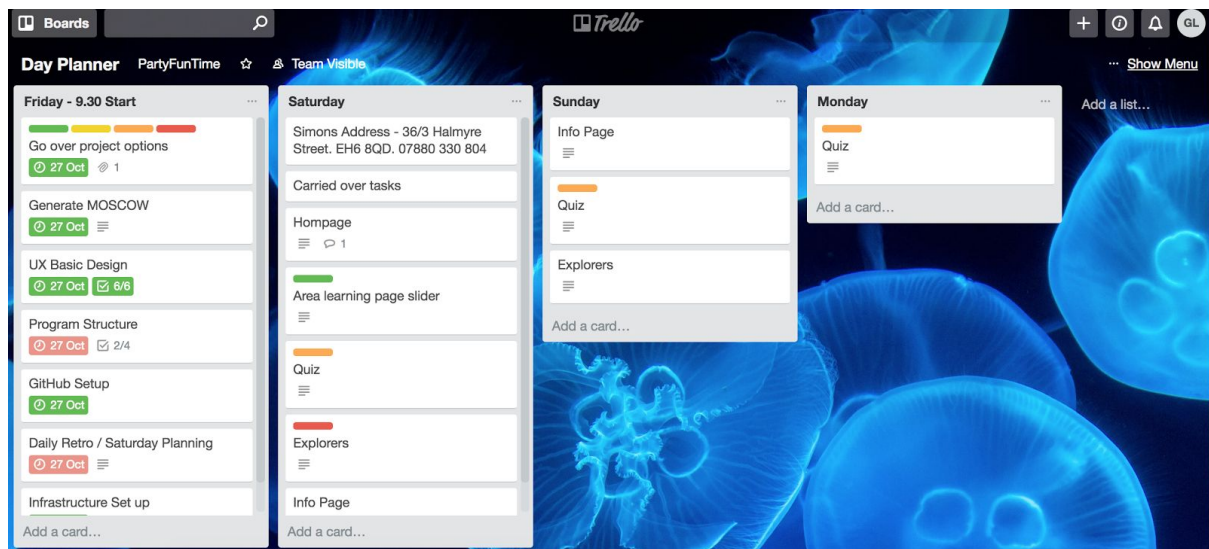 Boards
Trello
GL
Day Planner PartyFunTime Team Visible
... Show Menu
Friday - 9.30 Start
Go over project options
27 Oct 1
Generate MOSCOW
27 Oct
UX Basic Design
27 Oct 6/6
Program Structure
27 Oct 2/4
GitHub Setup
27 Oct
Daily Retro / Saturday Planning
27 Oct
Infrastructure Set up
Add a card...
Saturday
Simons Address - 36/3 Halmyre
Street. EH6 8QD. 07880 330 804
Carried over tasks
Hompage
1
Area learning page slider
Quiz
Explorers
Info Page
Add a card...
Sunday
Info Page
Quiz
Explorers
Add a card...
Monday
Quiz
Add a card...
Add a list...